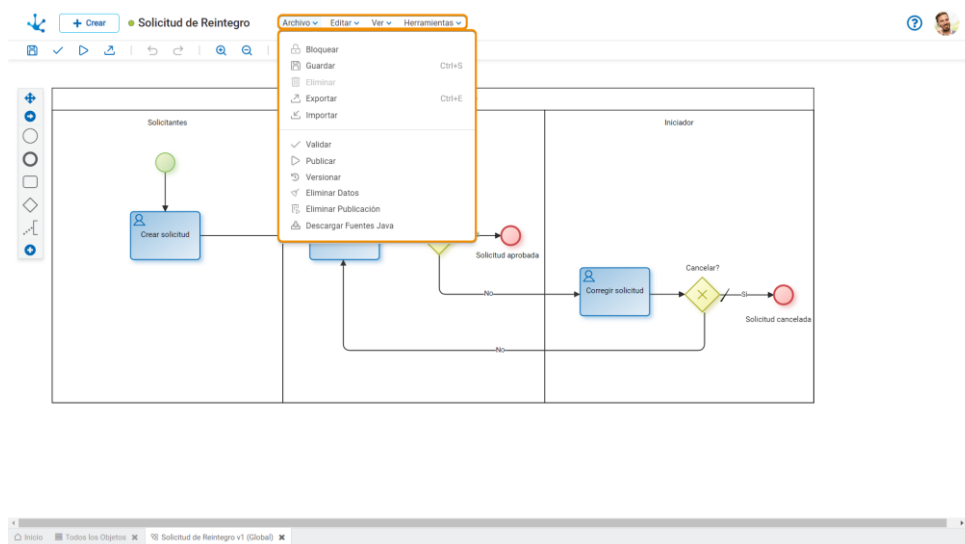 + Crear
Solicitud de Reintegro
Archivo Editar Ver Herramientas
Bloquear
Guardar Ctrl+S
Eliminar
Exportar Ctrl+E
Importar
Validar
Publicar
Versionar
Eliminar Datos
Eliminar Publicación
Descargar Fuentes Java
Solicitantes
Iniciador
Crear solicitud
Solicitud aprobada
Cancelar?
Corregir solicitud
No
Si
Solicitud cancelada
No
Inicio Todos los Objetos Solicitud de Reintegro v1 (Global)